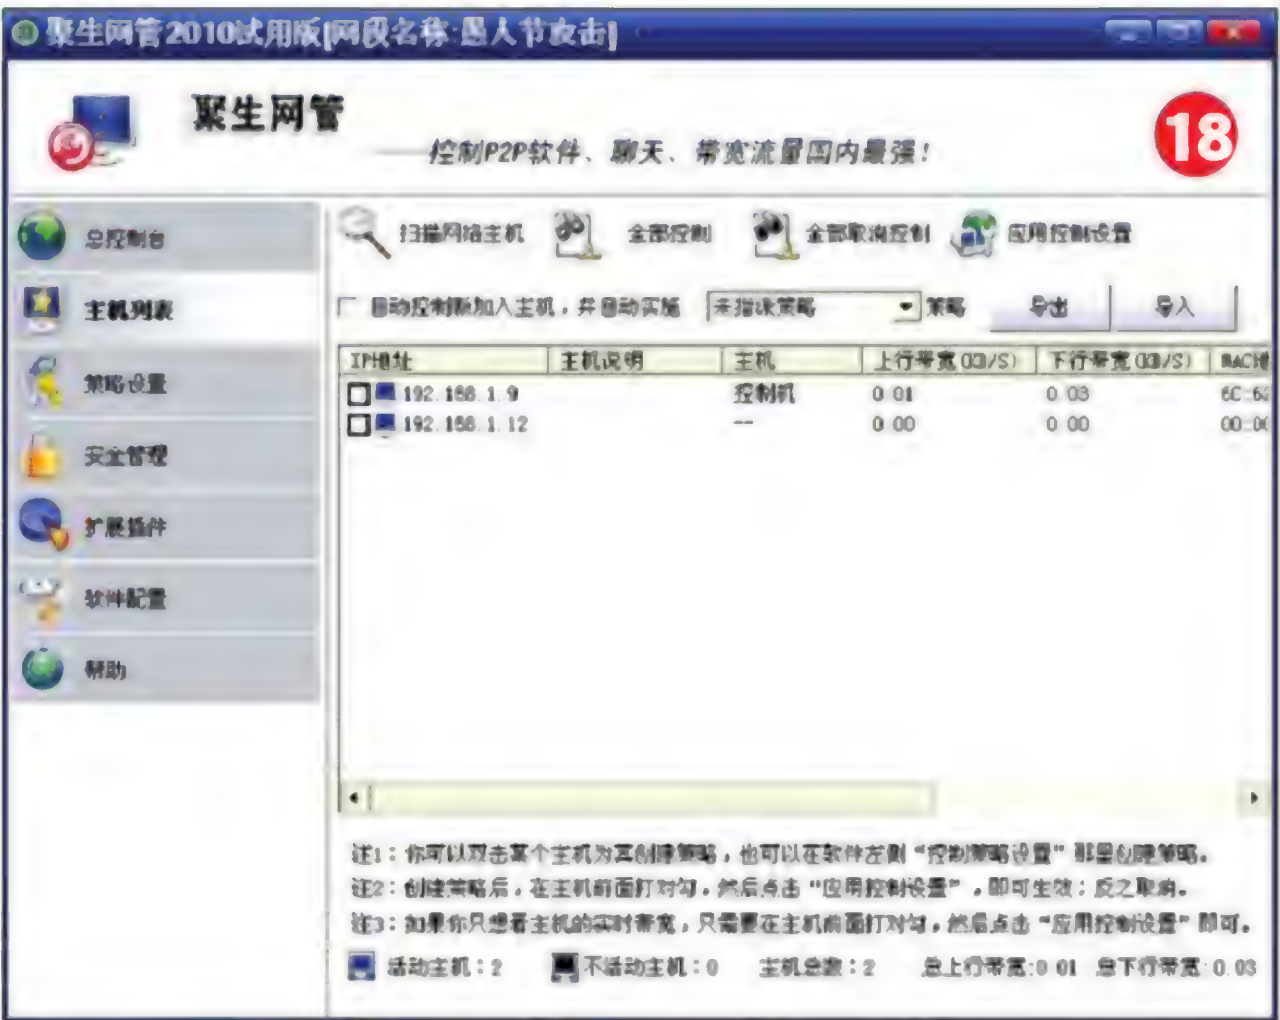 聚生网管2010试用版[网段名称:愚人节攻击]
聚生网管
18
——控制P2P软件、聊天、带宽流量国内最强!
总控制台
主机列表
策略设置
安全管理
扩展插件
软件配置
帮助
扫描网络主机 全部控制 全部取消控制 应用控制设置
自动控制新加入主机,并自动实施 未指派策略 策略 导出 导入
IP地址 主机说明 主机 上行带宽(KB/S) 下行带宽(KB/S) MAC地
192.168.1.9 控制机 0.01 0.03 6C-62
192.168.1.12 -- 0.00 0.00 00-0C
注1:你可以双击某个主机为其创建策略,也可以在软件左侧“控制策略设置”那里创建策略。
注2:创建策略后,在主机前面打对勾,然后点击“应用控制设置”,即可生效;反之取消。
注3:如果你只想看主机的实时带宽,只需要在主机前面打对勾,然后点击“应用控制设置”即可。
活动主机:2 不活动主机:0 主机总数:2 总上行带宽:0.01 总下行带宽:0.03